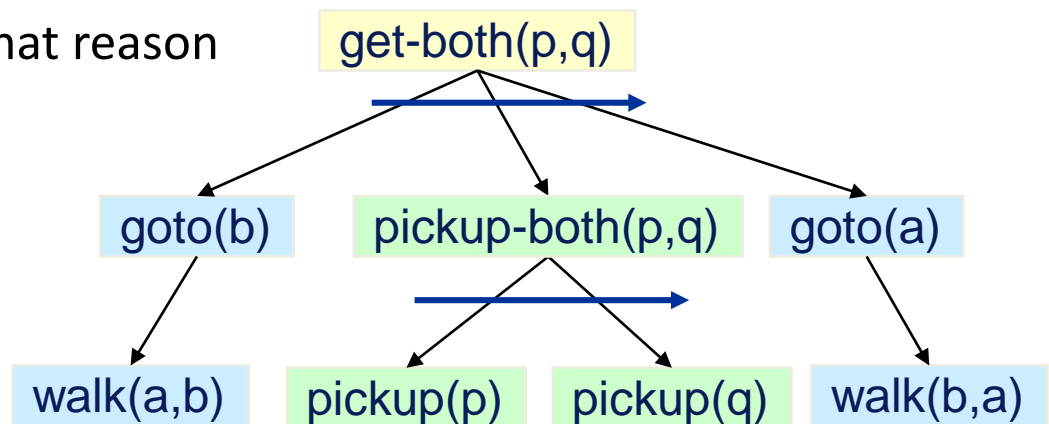 hat reason
get-both(p,q)
goto(b)
pickup-both(p,q)
goto(a)
walk(a,b)
pickup(p)
pickup(q)
walk(b,a)